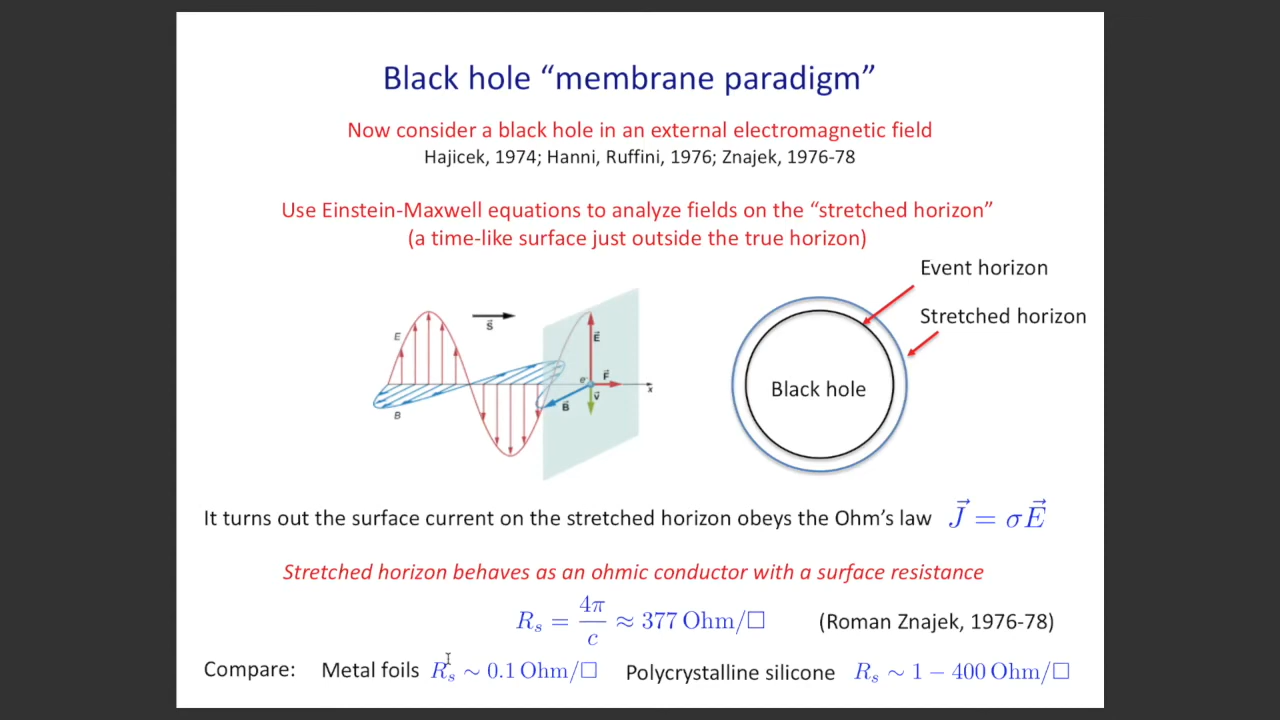 Black hole “membrane paradigm”
Now consider a black hole in an external electromagnetic field
Hajicek, 1974; Hanni, Ruffini, 1976; Znajek, 1976-78
Use Einstein-Maxwell equations to analyze fields on the “stretched horizon”
(a time-like surface just outside the true horizon)
Event horizon
Stretched horizon
Black hole
E
B
S⃗
E⃗
e⁻
F⃗
B⃗
v⃗
x
It turns out the surface current on the stretched horizon obeys the Ohm’s law J⃗ = σE⃗
Stretched horizon behaves as an ohmic conductor with a surface resistance
Rₛ = 4π/c ≈ 377 Ohm/□ (Roman Znajek, 1976-78)
Compare: Metal foils Rₛ ∼ 0.1 Ohm/□ Polycrystalline silicone Rₛ ∼ 1 − 400 Ohm/□